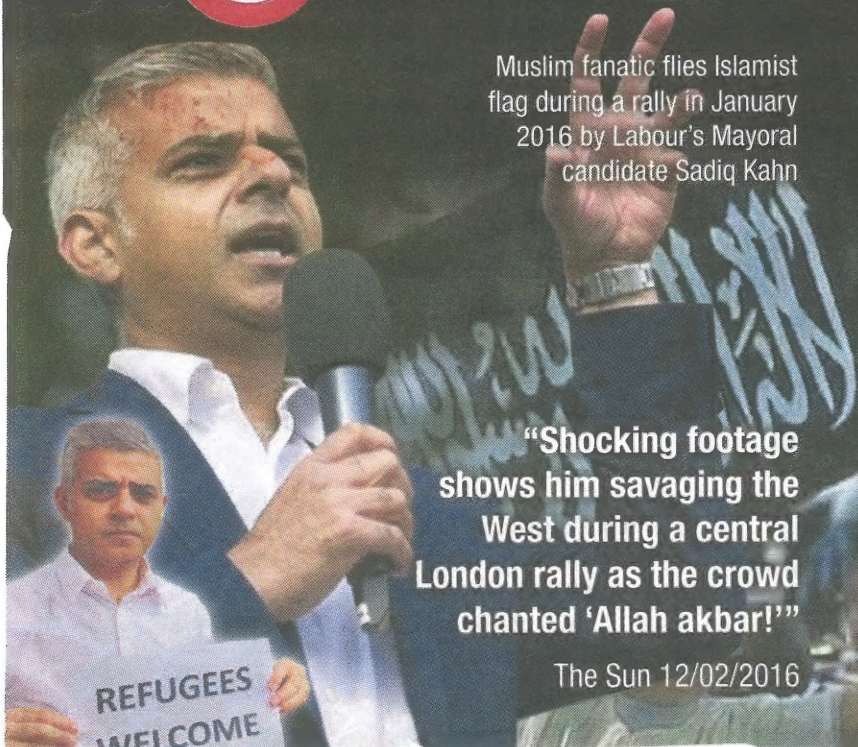 Muslim fanatic flies Islamist
flag during a rally in January
2016 by Labour's Mayoral
candidate Sadiq Kahn
“Shocking footage
shows him savaging the
West during a central
London rally as the crowd
chanted ‘Allah akbar!’”
The Sun 12/02/2016
REFUGEES
WELCOME